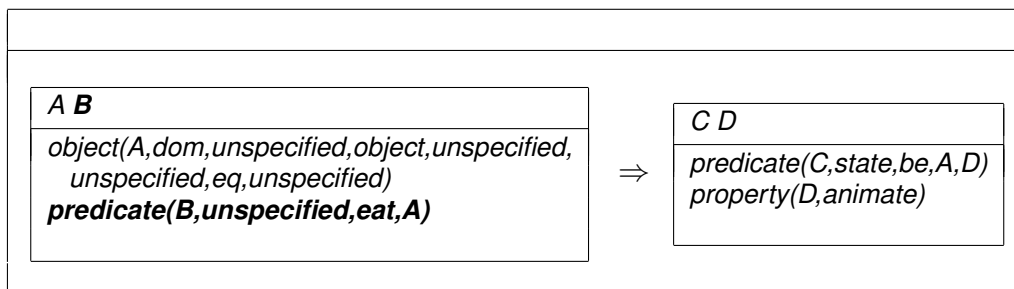 A B
object(A,dom,unspecified,object,unspecified,
unspecified,eq,unspecified)
predicate(B,unspecified,eat,A)
⇒
C D
predicate(C,state,be,A,D)
property(D,animate)